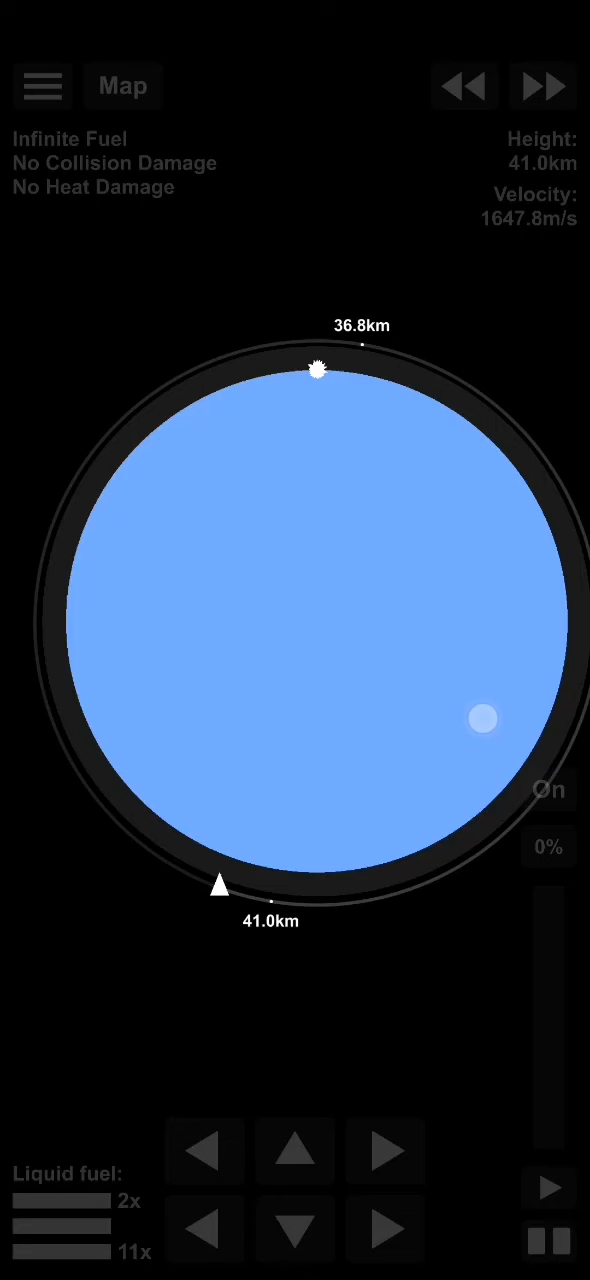 Map
Infinite Fuel
No Collision Damage
No Heat Damage
Height:
41.0km
Velocity:
1647.8m/s
36.8km
On
0%
41.0km
Liquid fuel:
2x
11x